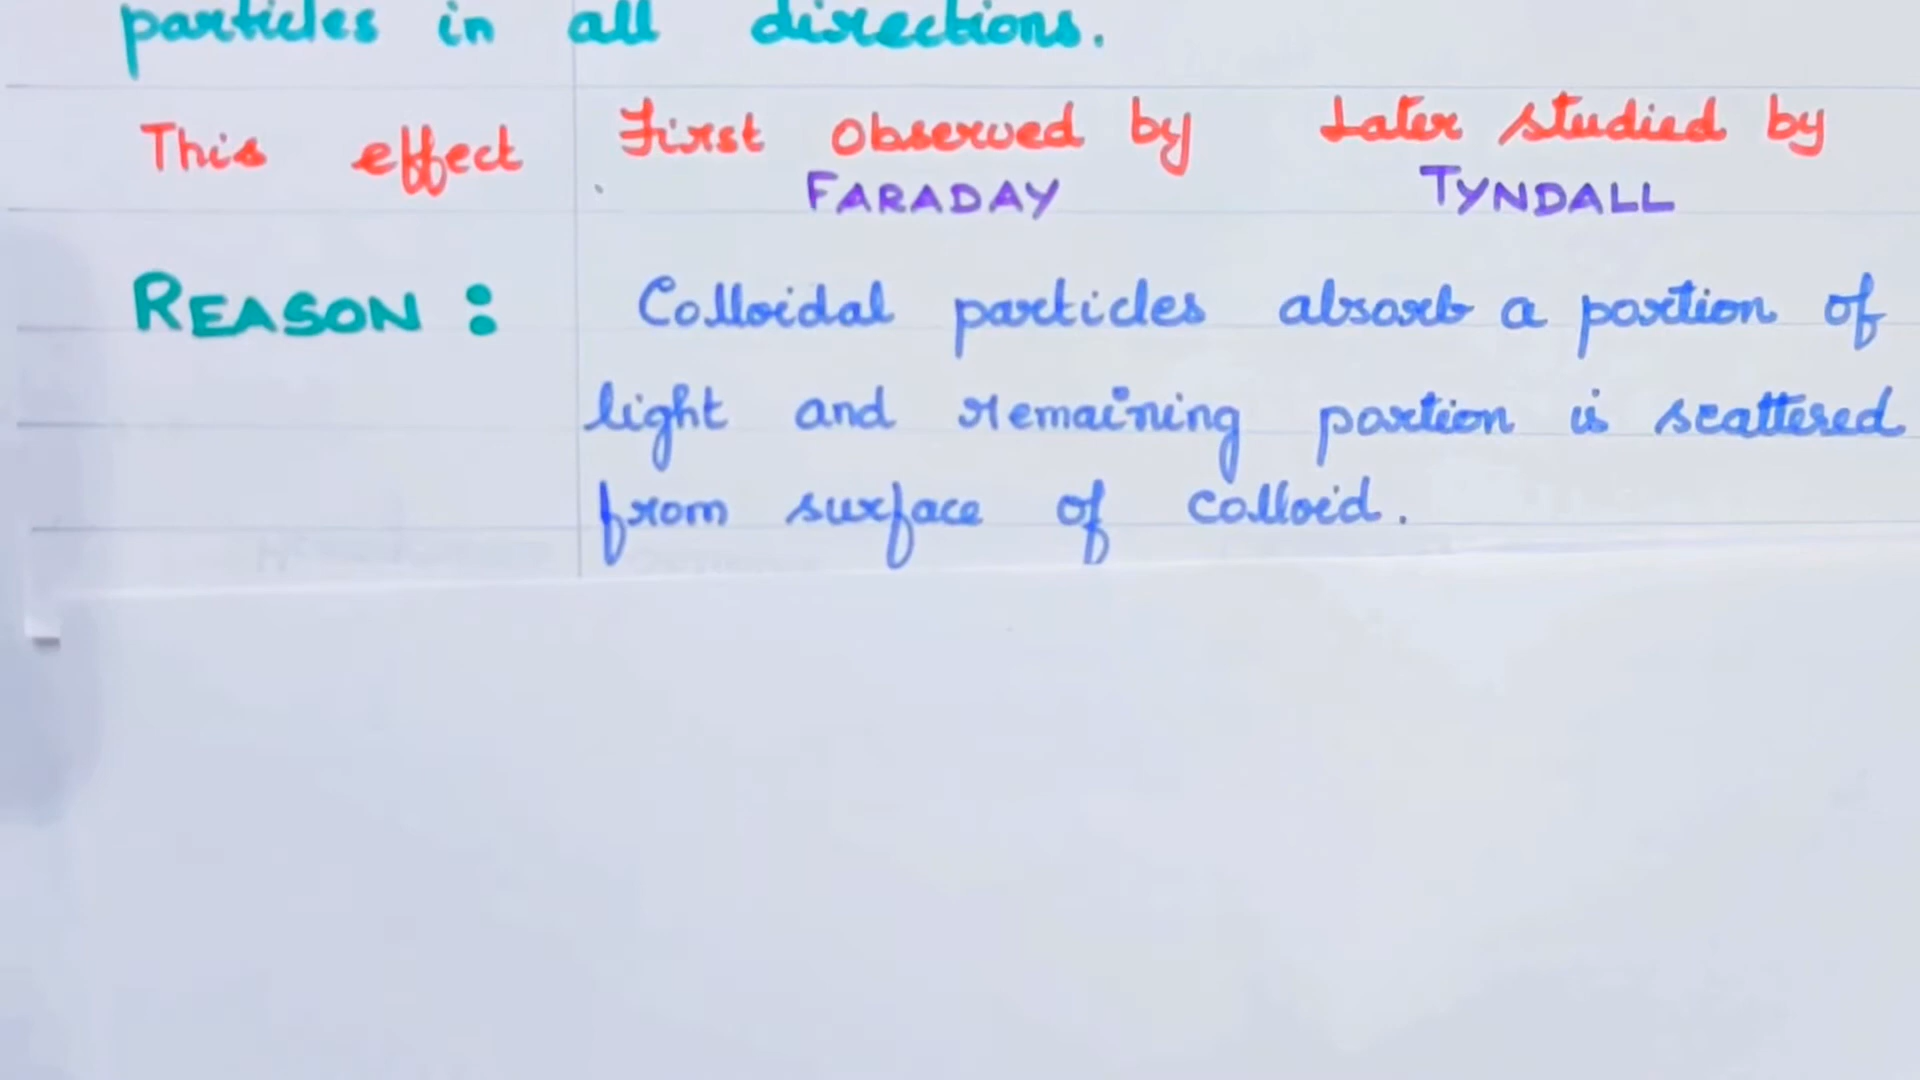 particles in all directions.
This effect First observed by Later studied by
FARADAY TYNDALL
REASON : Colloidal particles absorb a portion of
light and remaining portion is scattered
from surface of colloid.